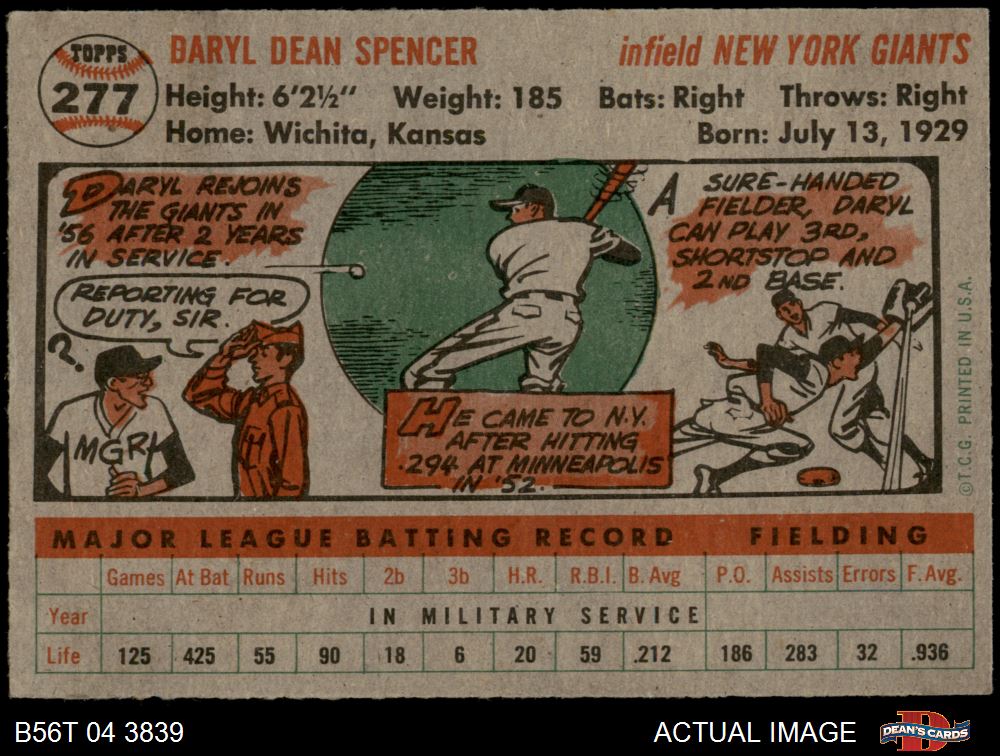 TOPPS
277
DARYL DEAN SPENCER
infield NEW YORK GIANTS
Height: 6'2½" Weight: 185 Bats: Right Throws: Right
Home: Wichita, Kansas Born: July 13, 1929
DARYL REJOINS
THE GIANTS IN
'56 AFTER 2 YEARS
IN SERVICE.
REPORTING FOR
DUTY, SIR.
?
MGR
HE CAME TO N.Y.
AFTER HITTING
.294 AT MINNEAPOLIS
IN '52.
A SURE-HANDED
FIELDER, DARYL
CAN PLAY 3RD,
SHORTSTOP AND
2ND BASE.
©T.C.G. PRINTED IN U.S.A.
MAJOR LEAGUE BATTING RECORD FIELDING
Games At Bat Runs Hits 2b 3b H.R. R.B.I. B. Avg P.O. Assists Errors F. Avg.
Year IN MILITARY SERVICE
Life 125 425 55 90 18 6 20 59 .212 186 283 32 .936
B56T 04 3839
ACTUAL IMAGE
D
DEAN'S CARDS